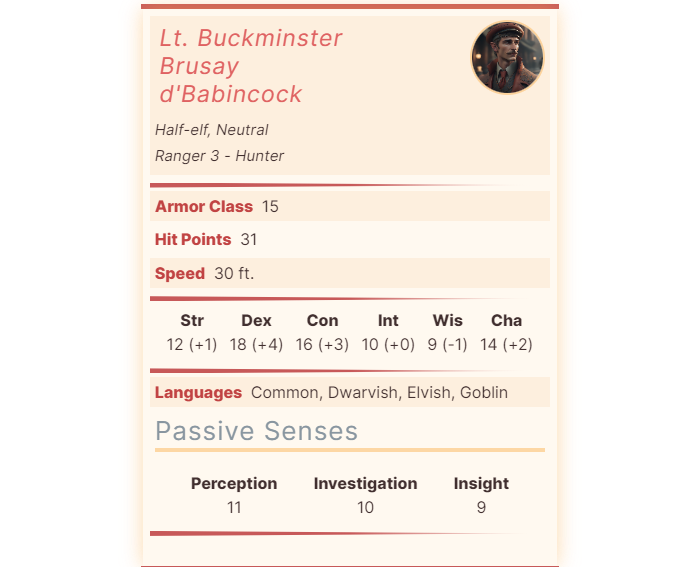 Lt. Buckminster
Brusay
d'Babincock
Half-elf, Neutral
Ranger 3 - Hunter
Armor Class 15
Hit Points 31
Speed 30 ft.
Str Dex Con Int Wis Cha
12 (+1) 18 (+4) 16 (+3) 10 (+0) 9 (-1) 14 (+2)
Languages Common, Dwarvish, Elvish, Goblin
Passive Senses
Perception Investigation Insight
11 10 9